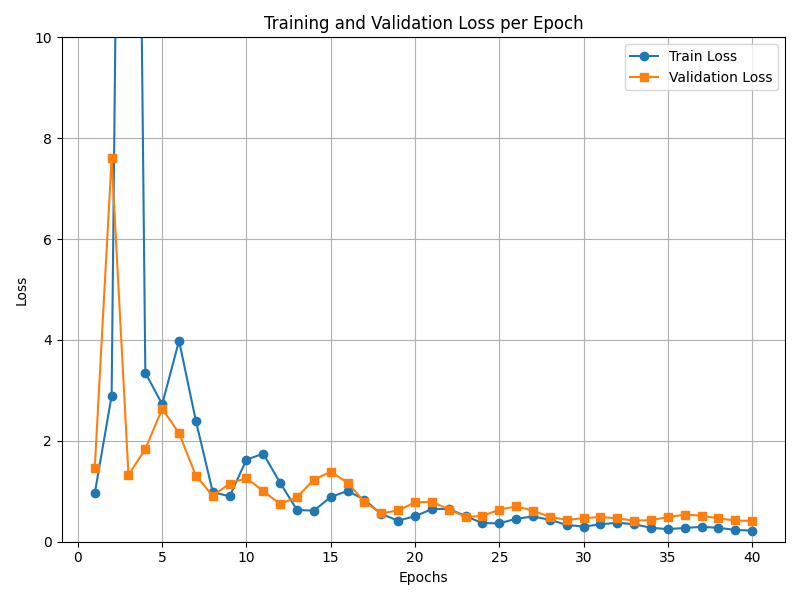 Training and Validation Loss per Epoch
Train Loss
Validation Loss
10
8
6
4
2
0
Loss
0 5 10 15 20 25 30 35 40
Epochs